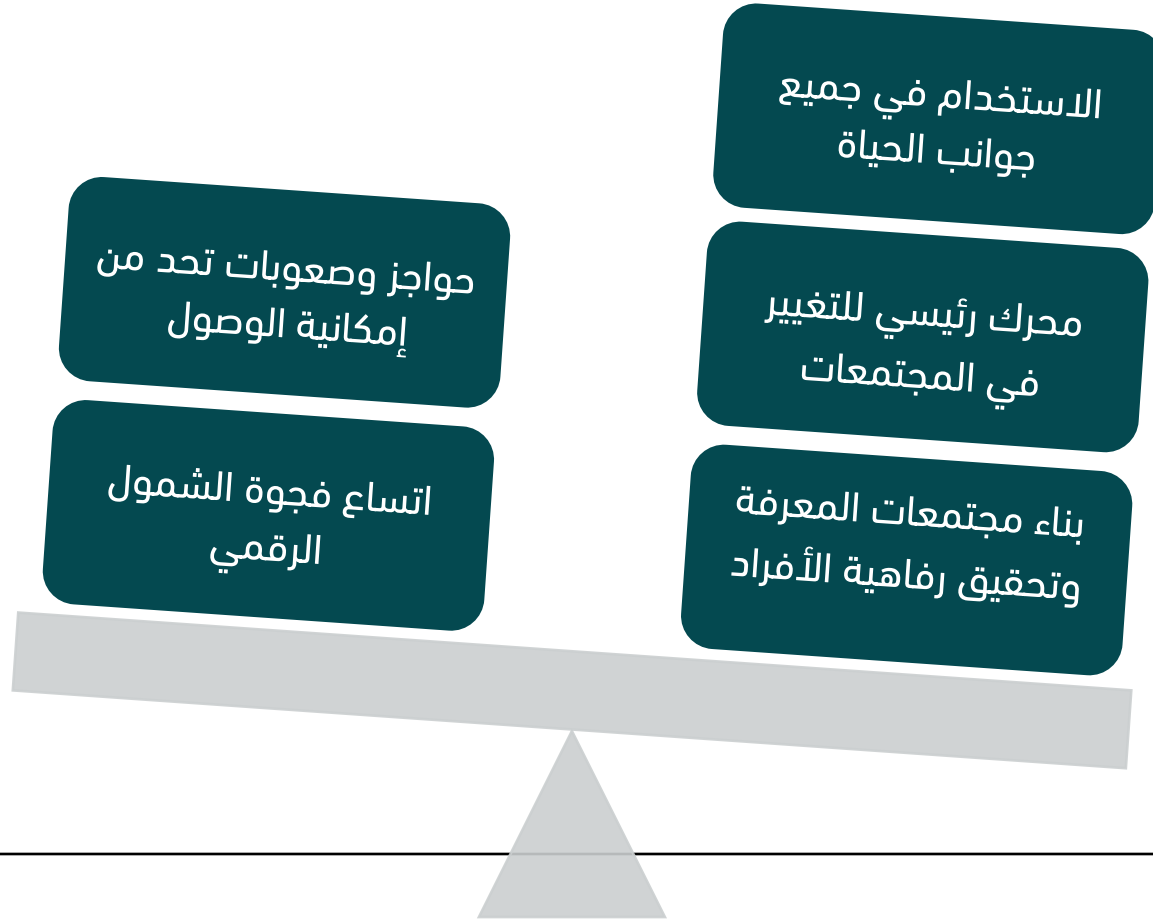 الاستخدام في جميع
جوانب الحياة
محرك رئيسي للتغيير
في المجتمعات
بناء مجتمعات المعرفة
وتحقيق رفاهية الأفراد
حواجز وصعوبات تحد من
إمكانية الوصول
اتساع فجوة الشمول
الرقمي